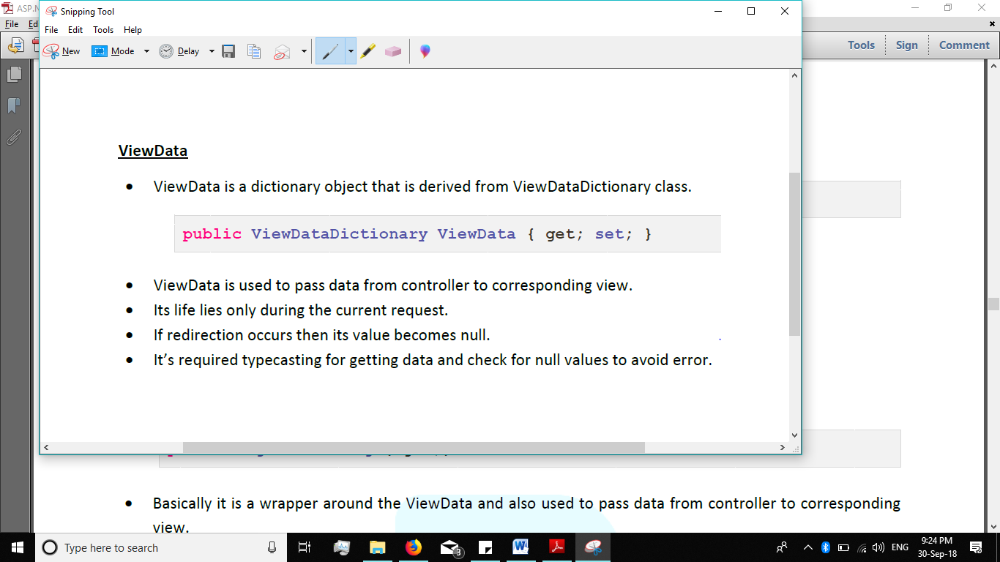 ASP.N
Snipping Tool
File Ed
File Edit Tools Help
New Mode Delay
Tools Sign Comment
ViewData
• ViewData is a dictionary object that is derived from ViewDataDictionary class.
public ViewDataDictionary ViewData { get; set; }
• ViewData is used to pass data from controller to corresponding view.
• Its life lies only during the current request.
• If redirection occurs then its value becomes null.
• It’s required typecasting for getting data and check for null values to avoid error.
• Basically it is a wrapper around the ViewData and also used to pass data from controller to corresponding
view.
Type here to search
3
ENG
9:24 PM
30-Sep-18